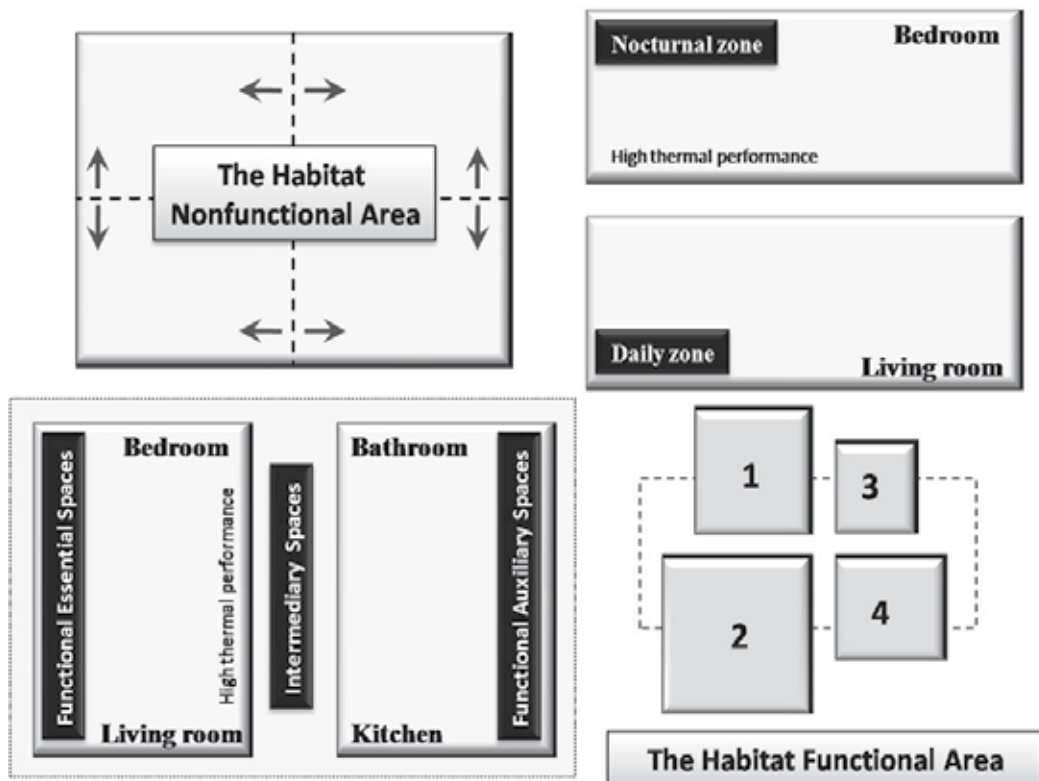 The Habitat
Nonfunctional Area
Nocturnal zone
Bedroom
High thermal performance
Daily zone
Living room
Functional Essential Spaces
Bedroom
High thermal performance
Living room
Intermediary Spaces
Bathroom
Kitchen
Functional Auxiliary Spaces
1
3
2
4
The Habitat Functional Area